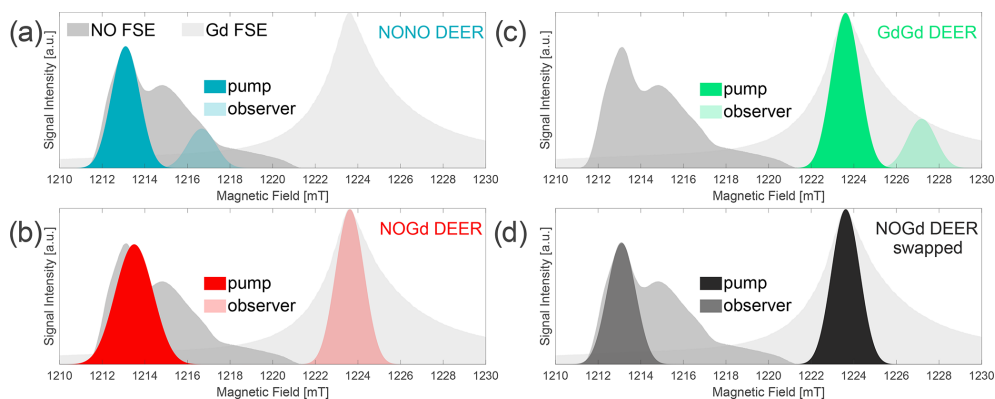 (a)
NO FSE
Gd FSE
NONO DEER
pump
observer
Signal Intensity [a.u.]
1210 1212 1214 1216 1218 1220 1222 1224 1226 1228 1230
Magnetic Field [mT]
(c)
GdGd DEER
pump
observer
Signal Intensity [a.u.]
1210 1212 1214 1216 1218 1220 1222 1224 1226 1228 1230
Magnetic Field [mT]
(b)
NOGd DEER
pump
observer
Signal Intensity [a.u.]
1210 1212 1214 1216 1218 1220 1222 1224 1226 1228 1230
Magnetic Field [mT]
(d)
NOGd DEER
swapped
pump
observer
Signal Intensity [a.u.]
1210 1212 1214 1216 1218 1220 1222 1224 1226 1228 1230
Magnetic Field [mT]